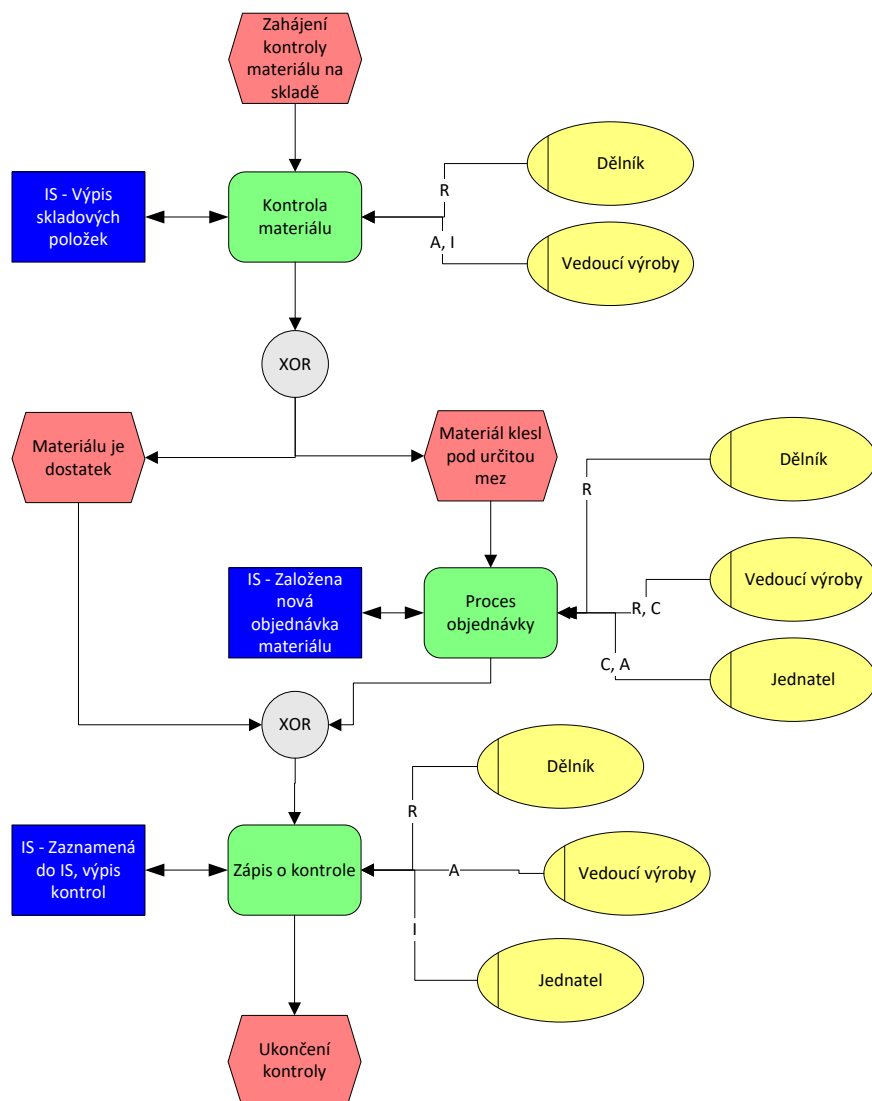 Zahájení
kontroly
materiálu na
skladě
Dělník
R
IS - Výpis
skladových
položek
Kontrola
materiálu
A, I
Vedoucí výroby
XOR
Materiálu je
dostatek
Materiál klesl
pod určitou
mez
Dělník
R
IS - Založena
nová
objednávka
materiálu
Proces
objednávky
Vedoucí výroby
R, C
C, A
Jednatel
XOR
Dělník
R
IS - Zaznamená
do IS, výpis
kontrol
Zápis o kontrole
A
Vedoucí výroby
I
Jednatel
Ukončení
kontroly